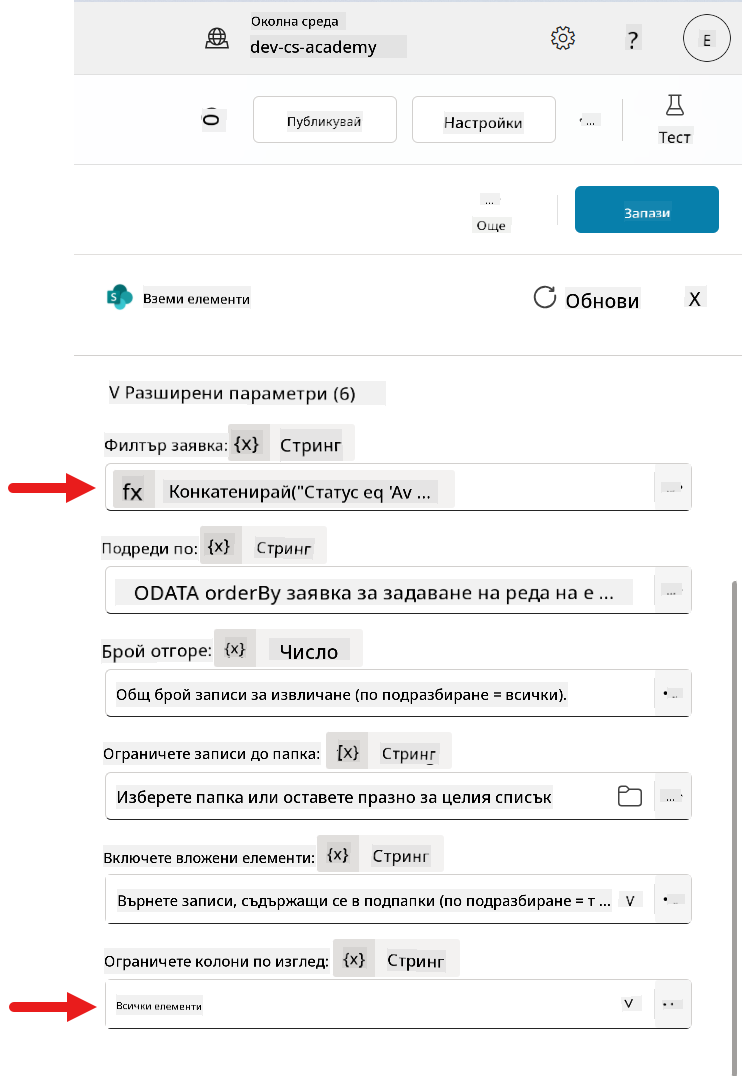 Околна среда
dev-cs-academy
?
E
Публикувай
Настройки
...
Тест
...
Още
Запази
S
Вземи елементи
Обнови
X
V Разширени параметри (6)
Филтър заявка: {x} Стринг
fx Конкатенирай("Статус eq 'Av ...
...
Подреди по: {x} Стринг
ODATA orderBy заявка за задаване на реда на е ...
...
Брой отгоре: {x} Число
Общ брой записи за извличане (по подразбиране = всички).
Ограничете записи до папка: {x} Стринг
Изберете папка или оставете празно за целия списък
...
Включете вложени елементи: {x} Стринг
Върнете записи, съдържащи се в подпапки (по подразбиране = т ... V
Ограничете колони по изглед: {x} Стринг
Всички елементи V